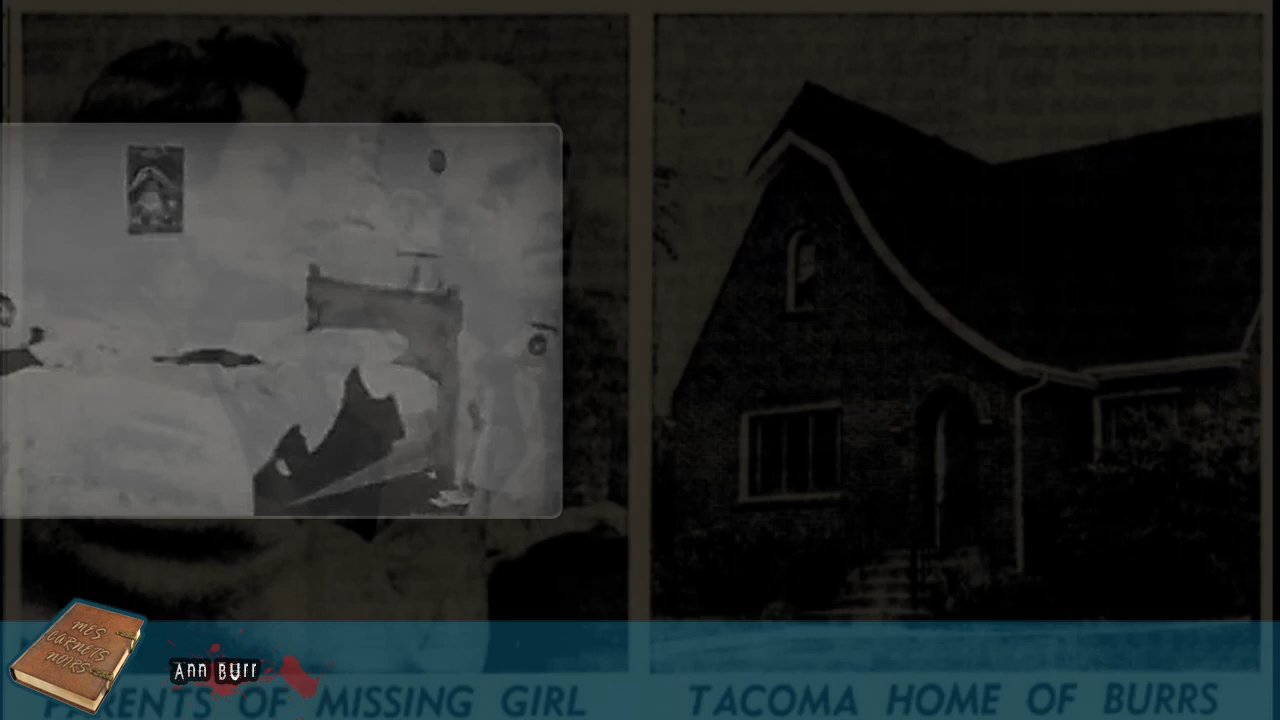 MES
CARNETS
NOIRS
Ann Burr
PARENTS OF MISSING GIRL
TACOMA HOME OF BURRS